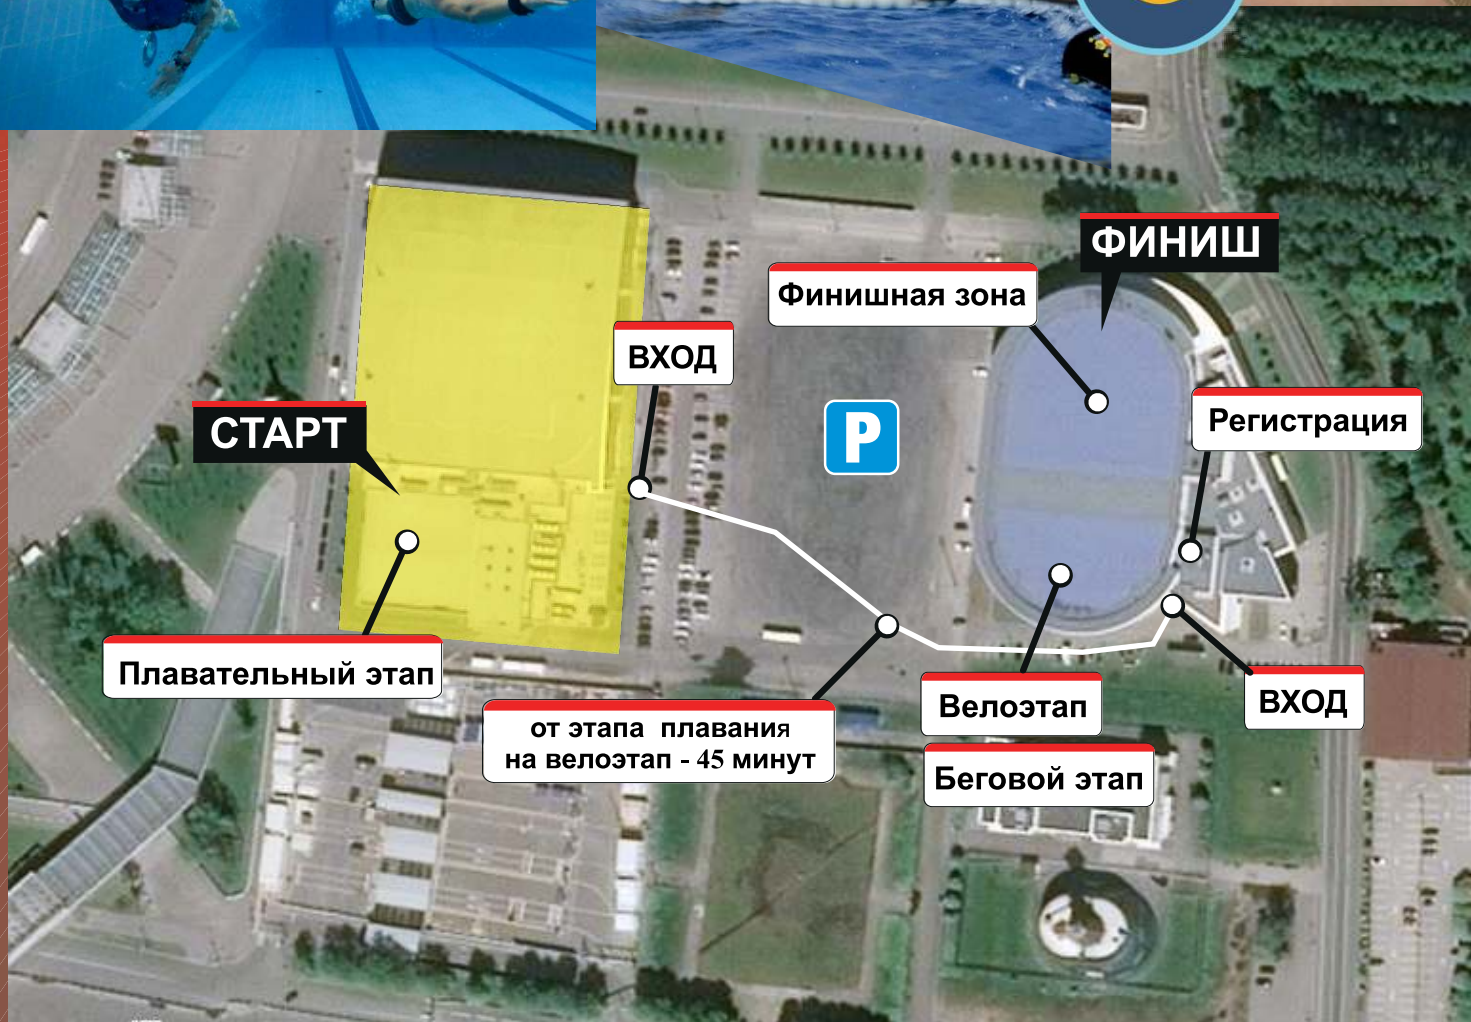 ФИНИШ
Финишная зона
ВХОД
P
Регистрация
СТАРТ
Плавательный этап
от этапа плавания
на велоэтап - 45 минут
Велоэтап
ВХОД
Беговой этап